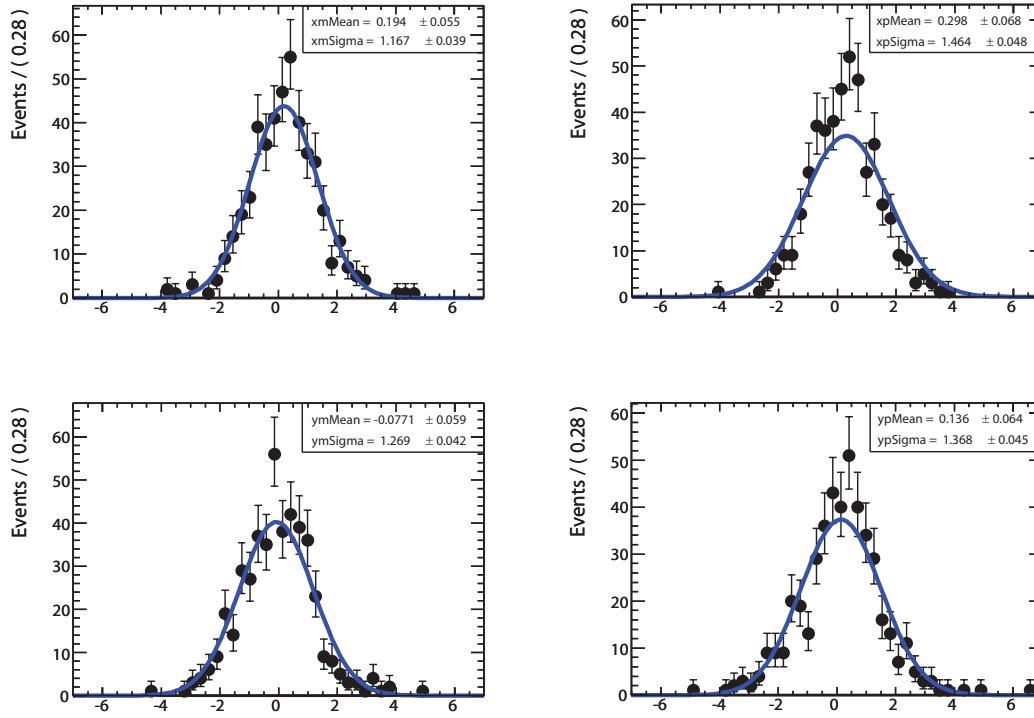 Events / ( 0.28 )
60
50
40
30
20
10
0
-6 -4 -2 0 2 4 6
xmMean = 0.194 ± 0.055
xmSigma = 1.167 ± 0.039
Events / ( 0.28 )
60
50
40
30
20
10
0
-6 -4 -2 0 2 4 6
xpMean = 0.298 ± 0.068
xpSigma = 1.464 ± 0.048
Events / ( 0.28 )
60
50
40
30
20
10
0
-6 -4 -2 0 2 4 6
ymMean = -0.0771 ± 0.059
ymSigma = 1.269 ± 0.042
Events / ( 0.28 )
60
50
40
30
20
10
0
-6 -4 -2 0 2 4 6
ypMean = 0.136 ± 0.064
ypSigma = 1.368 ± 0.045